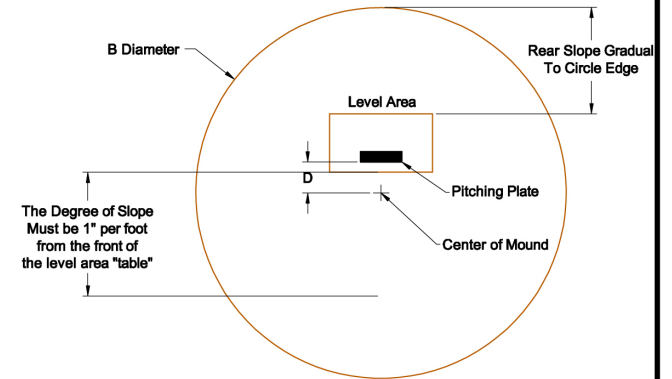 B Diameter
Rear Slope Gradual
To Circle Edge
Level Area
D
Pitching Plate
The Degree of Slope
Must be 1" per foot
from the front of
the level area "table"
Center of Mound